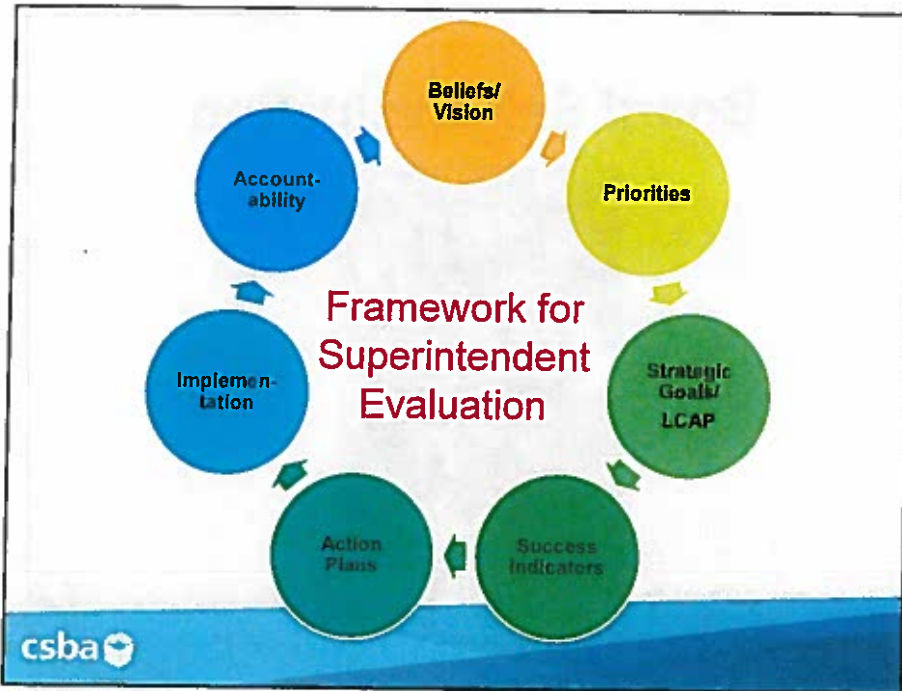 Beliefs/
Vision
Priorities
Strategic
Goals/
LCAP
Success
Indicators
Action
Plans
Implemen-
tation
Account-
ability
Framework for
Superintendent
Evaluation
csba